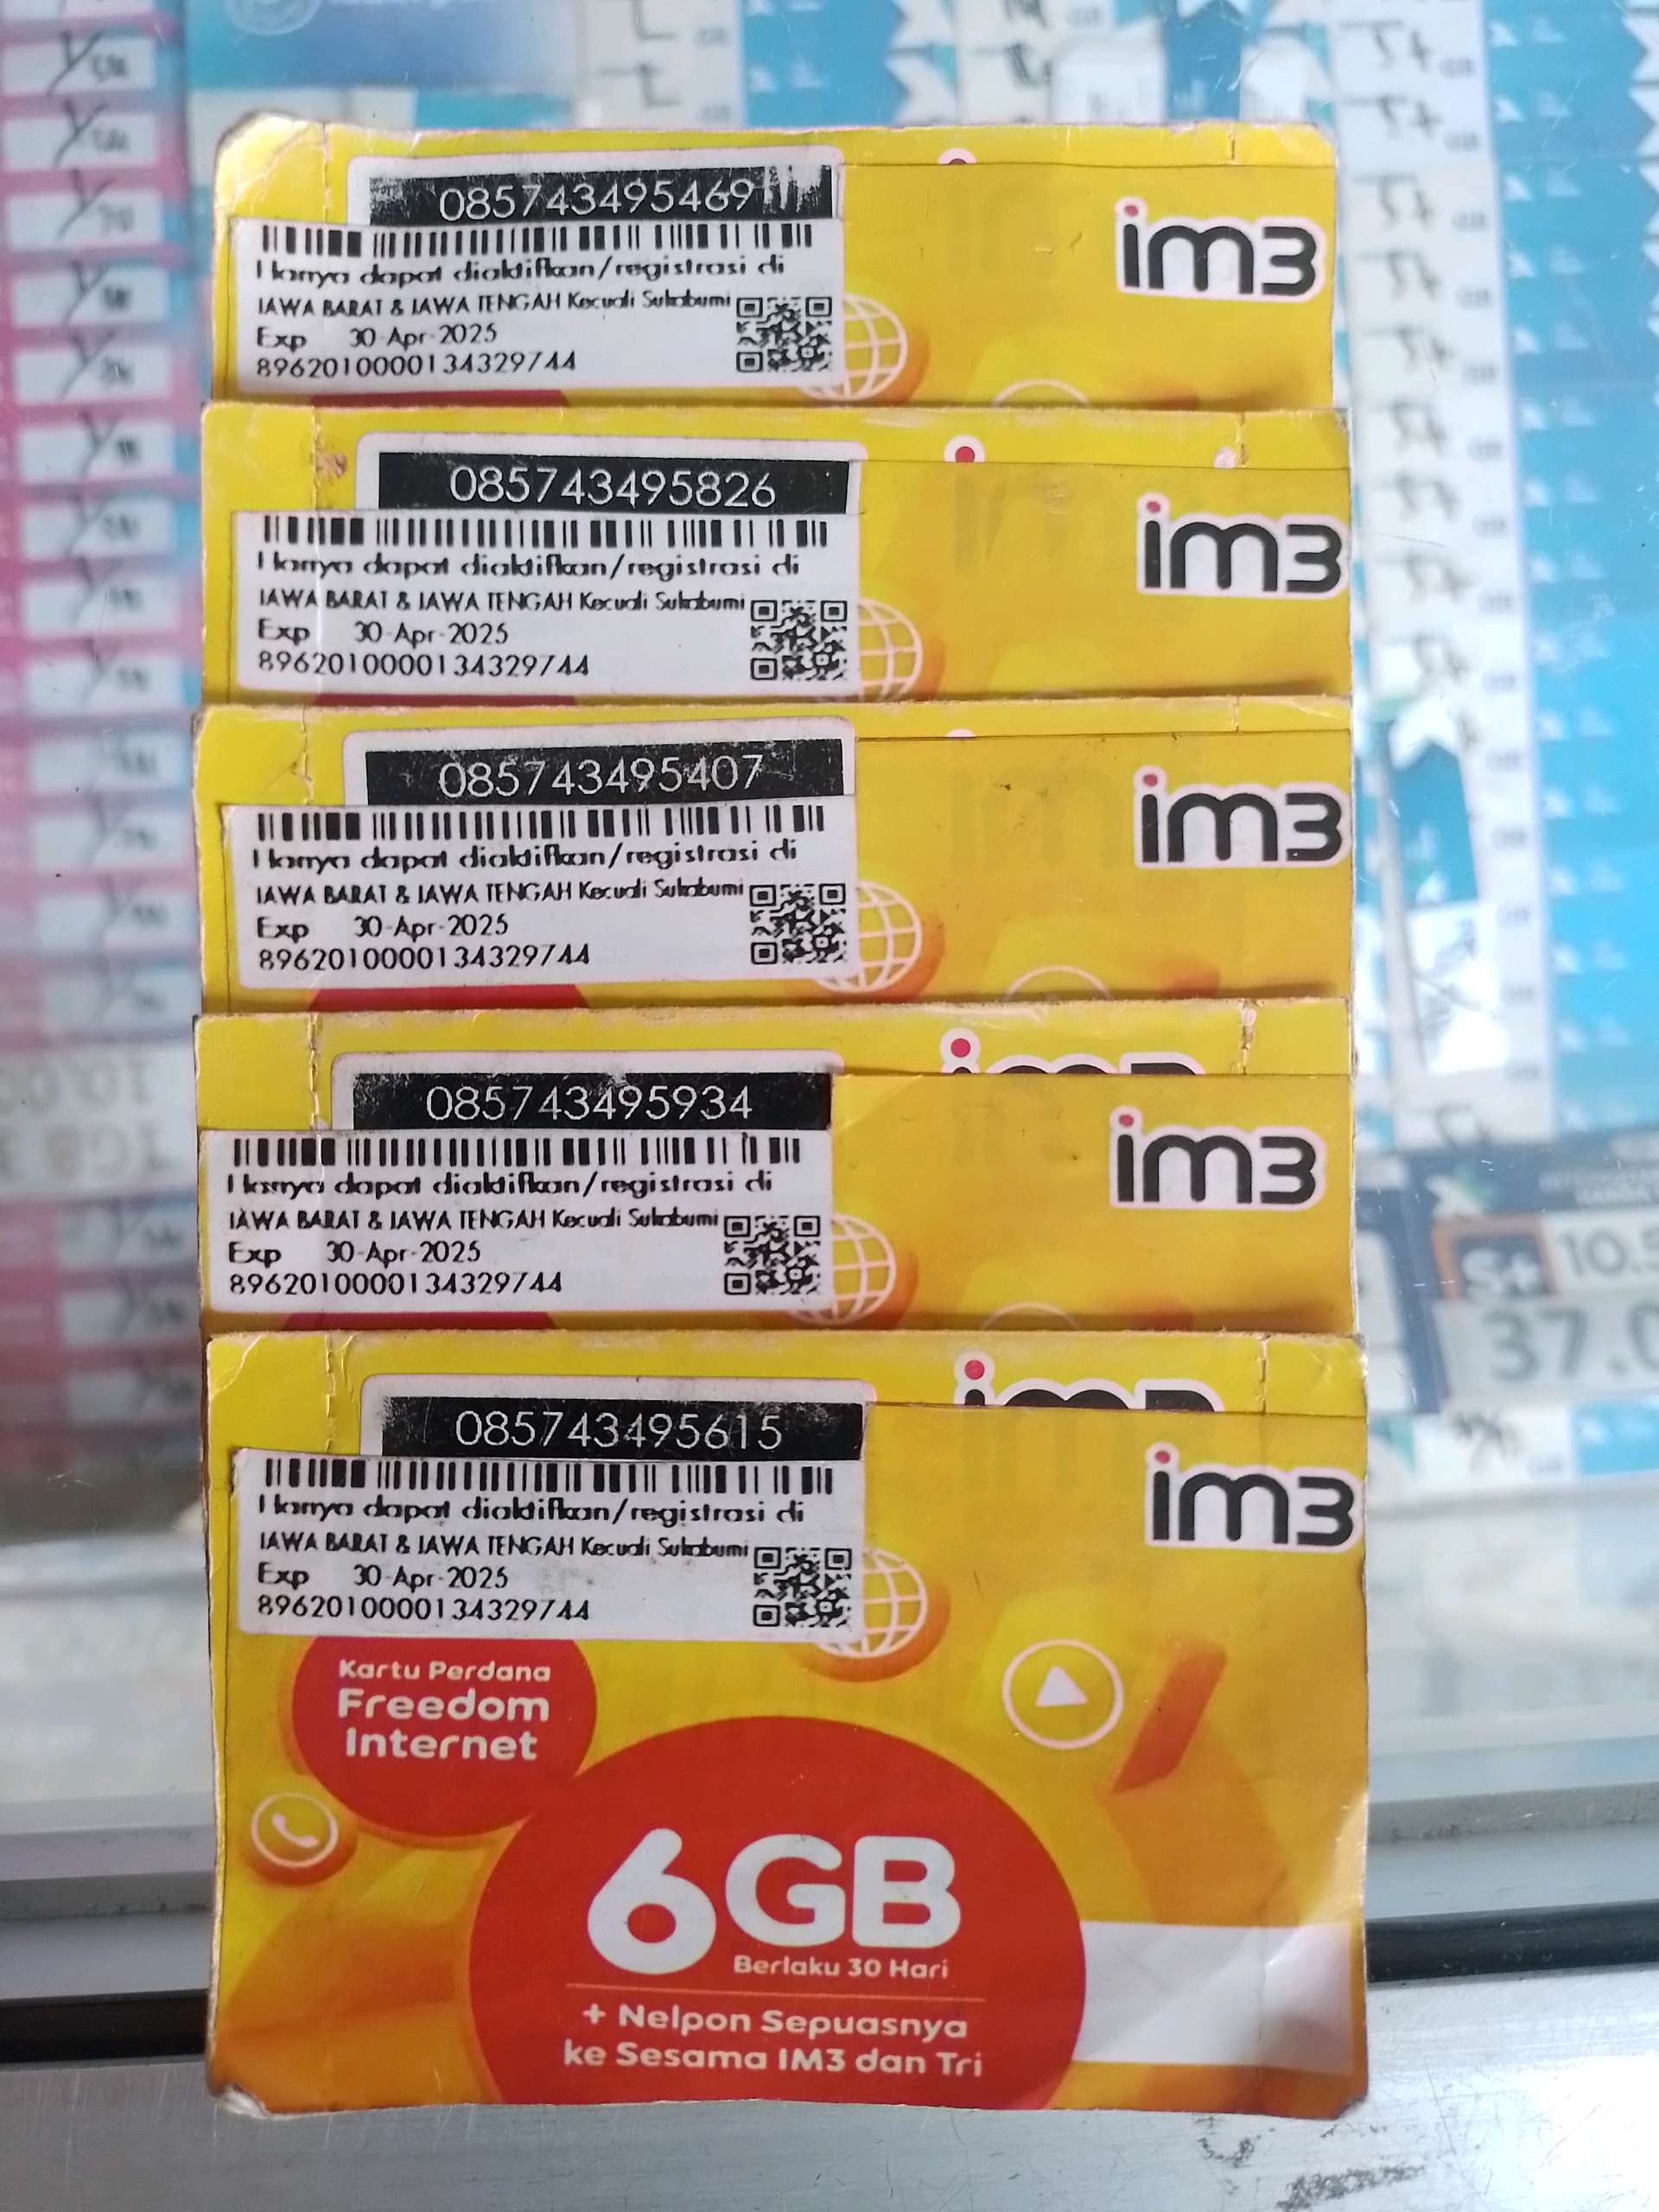 085743495469
im3
Hanya dapat diaktifkan/registrasi di
JAWA BARAT & JAWA TENGAH Kecuali Sukabumi
Exp 30-Apr-2025
8962010000134329744
085743495826
im3
Hanya dapat diaktifkan/registrasi di
JAWA BARAT & JAWA TENGAH Kecuali Sukabumi
Exp 30-Apr-2025
8962010000134329744
085743495407
im3
Hanya dapat diaktifkan/registrasi di
JAWA BARAT & JAWA TENGAH Kecuali Sukabumi
Exp 30-Apr-2025
8962010000134329744
085743495934
im3
Hanya dapat diaktifkan/registrasi di
JAWA BARAT & JAWA TENGAH Kecuali Sukabumi
Exp 30-Apr-2025
8962010000134329744
085743495615
im3
Hanya dapat diaktifkan/registrasi di
JAWA BARAT & JAWA TENGAH Kecuali Sukabumi
Exp 30-Apr-2025
8962010000134329744
Kartu Perdana
Freedom
Internet
6GB
Berlaku 30 Hari
+ Nelpon Sepuasnya
ke Sesama IM3 dan Tri